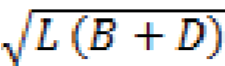 √L (B + D)